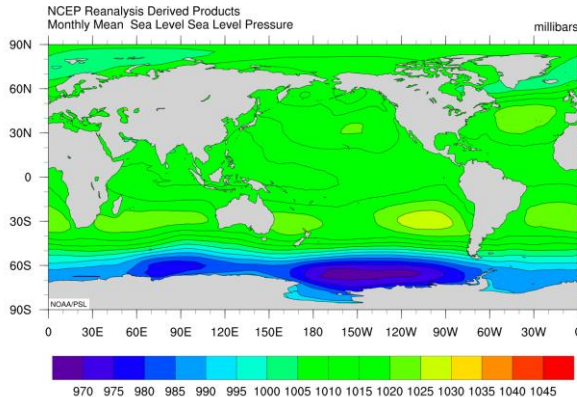 NCEP Reanalysis Derived Products
Monthly Mean Sea Level Sea Level Pressure millibars
90N
60N
30N
0
30S
60S
90S
NOAA/PSL
0 30E 60E 90E 120E 150E 180 150W 120W 90W 60W 30W 0
970 975 980 985 990 995 1000 1005 1010 1015 1020 1025 1030 1035 1040 1045